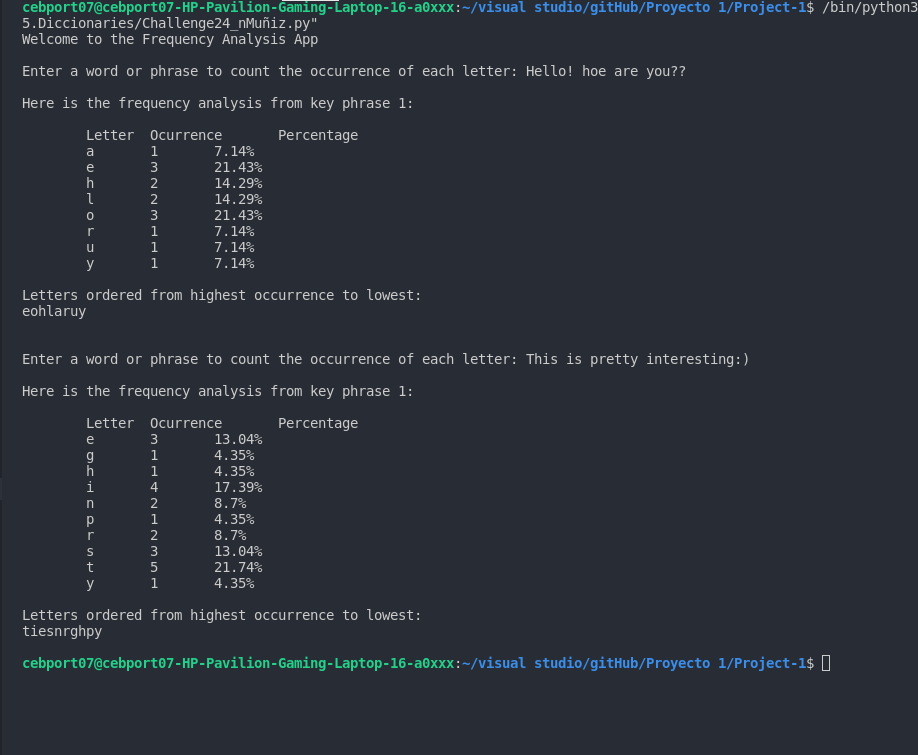 cebport07@cebport07-HP-Pavilion-Gaming-Laptop-16-a0xxx:~/visual studio/gitHub/Proyecto 1/Project-1$ /bin/python3
5.Diccionaries/Challenge24_nMuñiz.py"
Welcome to the Frequency Analysis App
Enter a word or phrase to count the occurrence of each letter: Hello! hoe are you??
Here is the frequency analysis from key phrase 1:
Letter Ocurrence Percentage
a 1 7.14%
e 3 21.43%
h 2 14.29%
l 2 14.29%
o 3 21.43%
r 1 7.14%
u 1 7.14%
y 1 7.14%
Letters ordered from highest occurrence to lowest:
eohlaruy
Enter a word or phrase to count the occurrence of each letter: This is pretty interesting:)
Here is the frequency analysis from key phrase 1:
Letter Ocurrence Percentage
e 3 13.04%
g 1 4.35%
h 1 4.35%
i 4 17.39%
n 2 8.7%
p 1 4.35%
r 2 8.7%
s 3 13.04%
t 5 21.74%
y 1 4.35%
Letters ordered from highest occurrence to lowest:
tiesnrghpy
cebport07@cebport07-HP-Pavilion-Gaming-Laptop-16-a0xxx:~/visual studio/gitHub/Proyecto 1/Project-1$